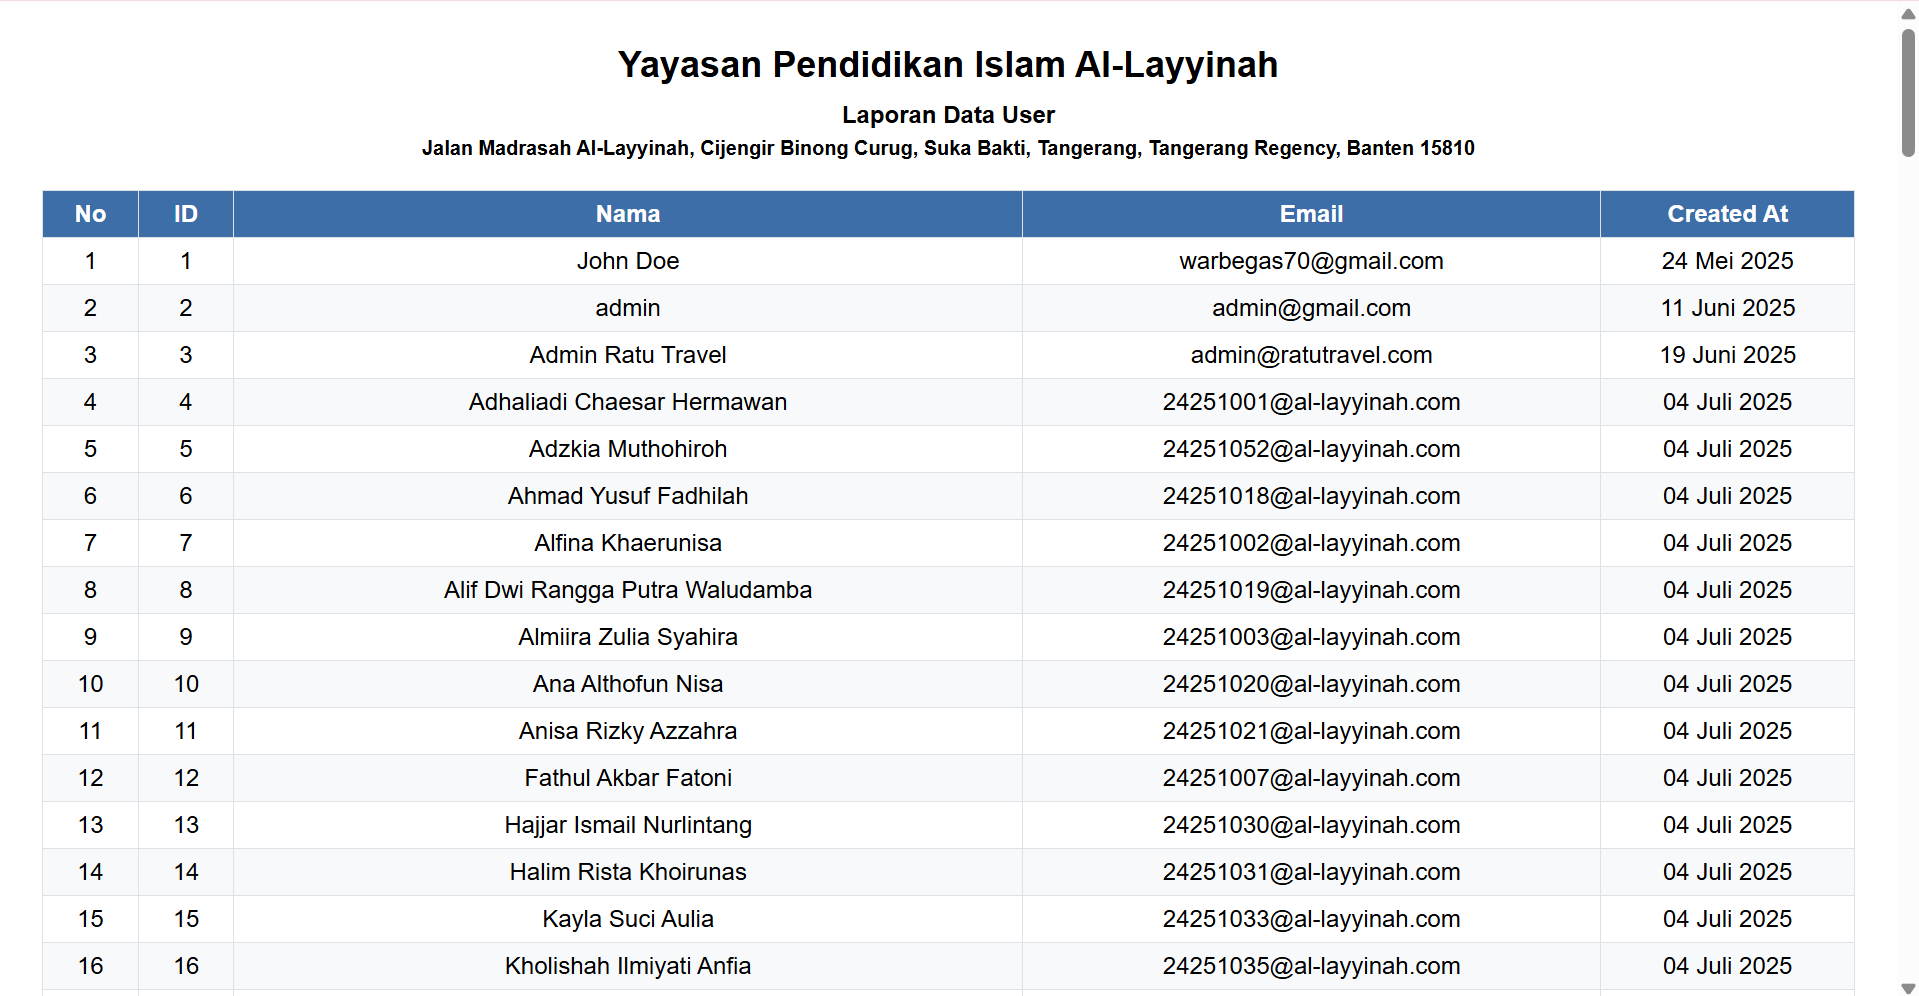 Yayasan Pendidikan Islam Al-Layyinah
Laporan Data User
Jalan Madrasah Al-Layyinah, Cijengir Binong Curug, Suka Bakti, Tangerang, Tangerang Regency, Banten 15810
No ID Nama Email Created At
1 1 John Doe warbegas70@gmail.com 24 Mei 2025
2 2 admin admin@gmail.com 11 Juni 2025
3 3 Admin Ratu Travel admin@ratutravel.com 19 Juni 2025
4 4 Adhaliadi Chaesar Hermawan 24251001@al-layyinah.com 04 Juli 2025
5 5 Adzkia Muthohiroh 24251052@al-layyinah.com 04 Juli 2025
6 6 Ahmad Yusuf Fadhilah 24251018@al-layyinah.com 04 Juli 2025
7 7 Alfina Khaerunisa 24251002@al-layyinah.com 04 Juli 2025
8 8 Alif Dwi Rangga Putra Waludamba 24251019@al-layyinah.com 04 Juli 2025
9 9 Almiira Zulia Syahira 24251003@al-layyinah.com 04 Juli 2025
10 10 Ana Althofun Nisa 24251020@al-layyinah.com 04 Juli 2025
11 11 Anisa Rizky Azzahra 24251021@al-layyinah.com 04 Juli 2025
12 12 Fathul Akbar Fatoni 24251007@al-layyinah.com 04 Juli 2025
13 13 Hajjar Ismail Nurlintang 24251030@al-layyinah.com 04 Juli 2025
14 14 Halim Rista Khoirunas 24251031@al-layyinah.com 04 Juli 2025
15 15 Kayla Suci Aulia 24251033@al-layyinah.com 04 Juli 2025
16 16 Kholishah Ilmiyati Anfia 24251035@al-layyinah.com 04 Juli 2025